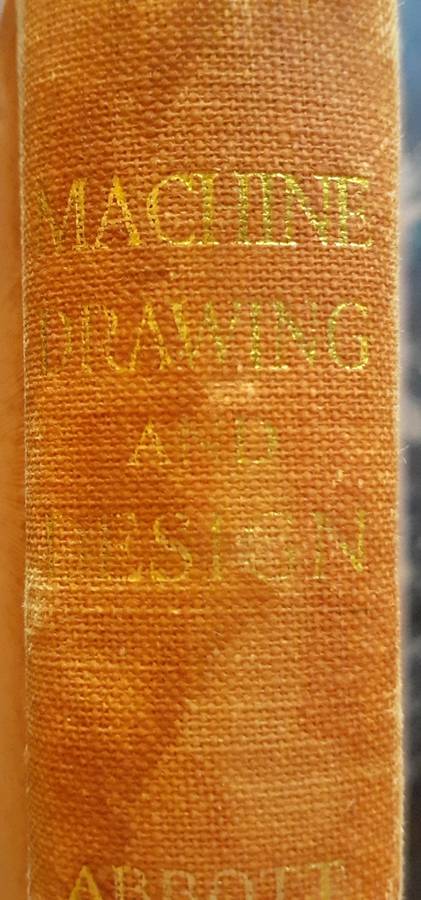 MACHINE
DRAWING
AND
DESIGN
ABBOTT